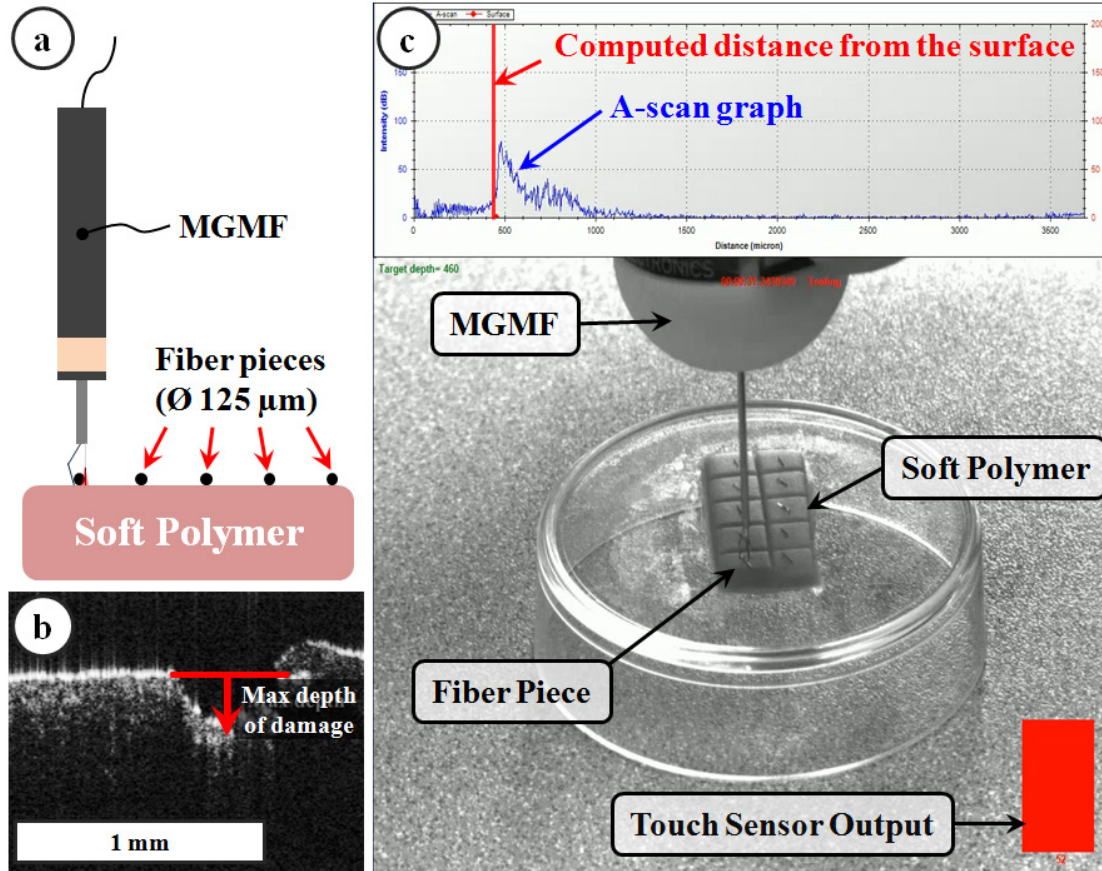 a
MGMF
Fiber pieces
(Ø 125 µm)
Soft Polymer
b
Max depth
of damage
1 mm
c
A-scan
Surface
Computed distance from the surface
A-scan graph
Intensity (dB)
200
150
100
50
0
150
100
50
0
0
500
1000
1500
2000
2500
3000
3500
Distance (micron)
Target depth= 460
MGMF
Soft Polymer
Fiber Piece
Touch Sensor Output
52